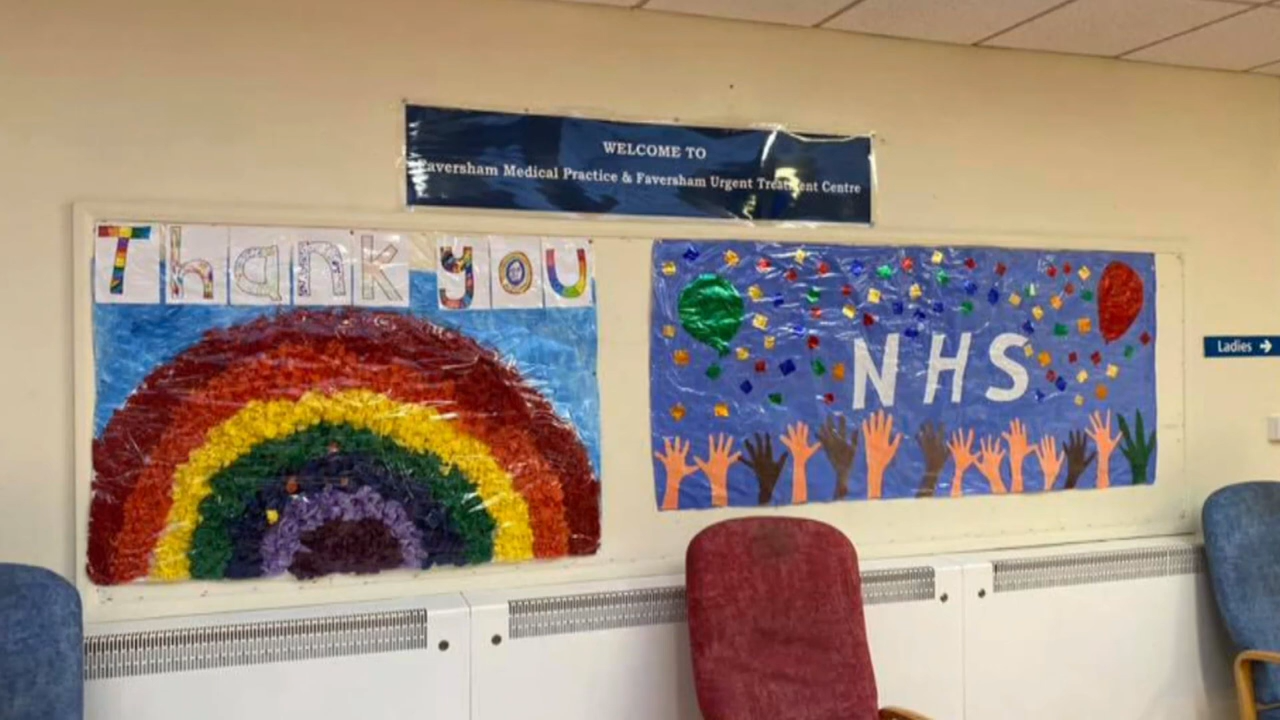 WELCOME TO
Faversham Medical Practice & Faversham Urgent Treatment Centre
Thank you
NHS
Ladies →